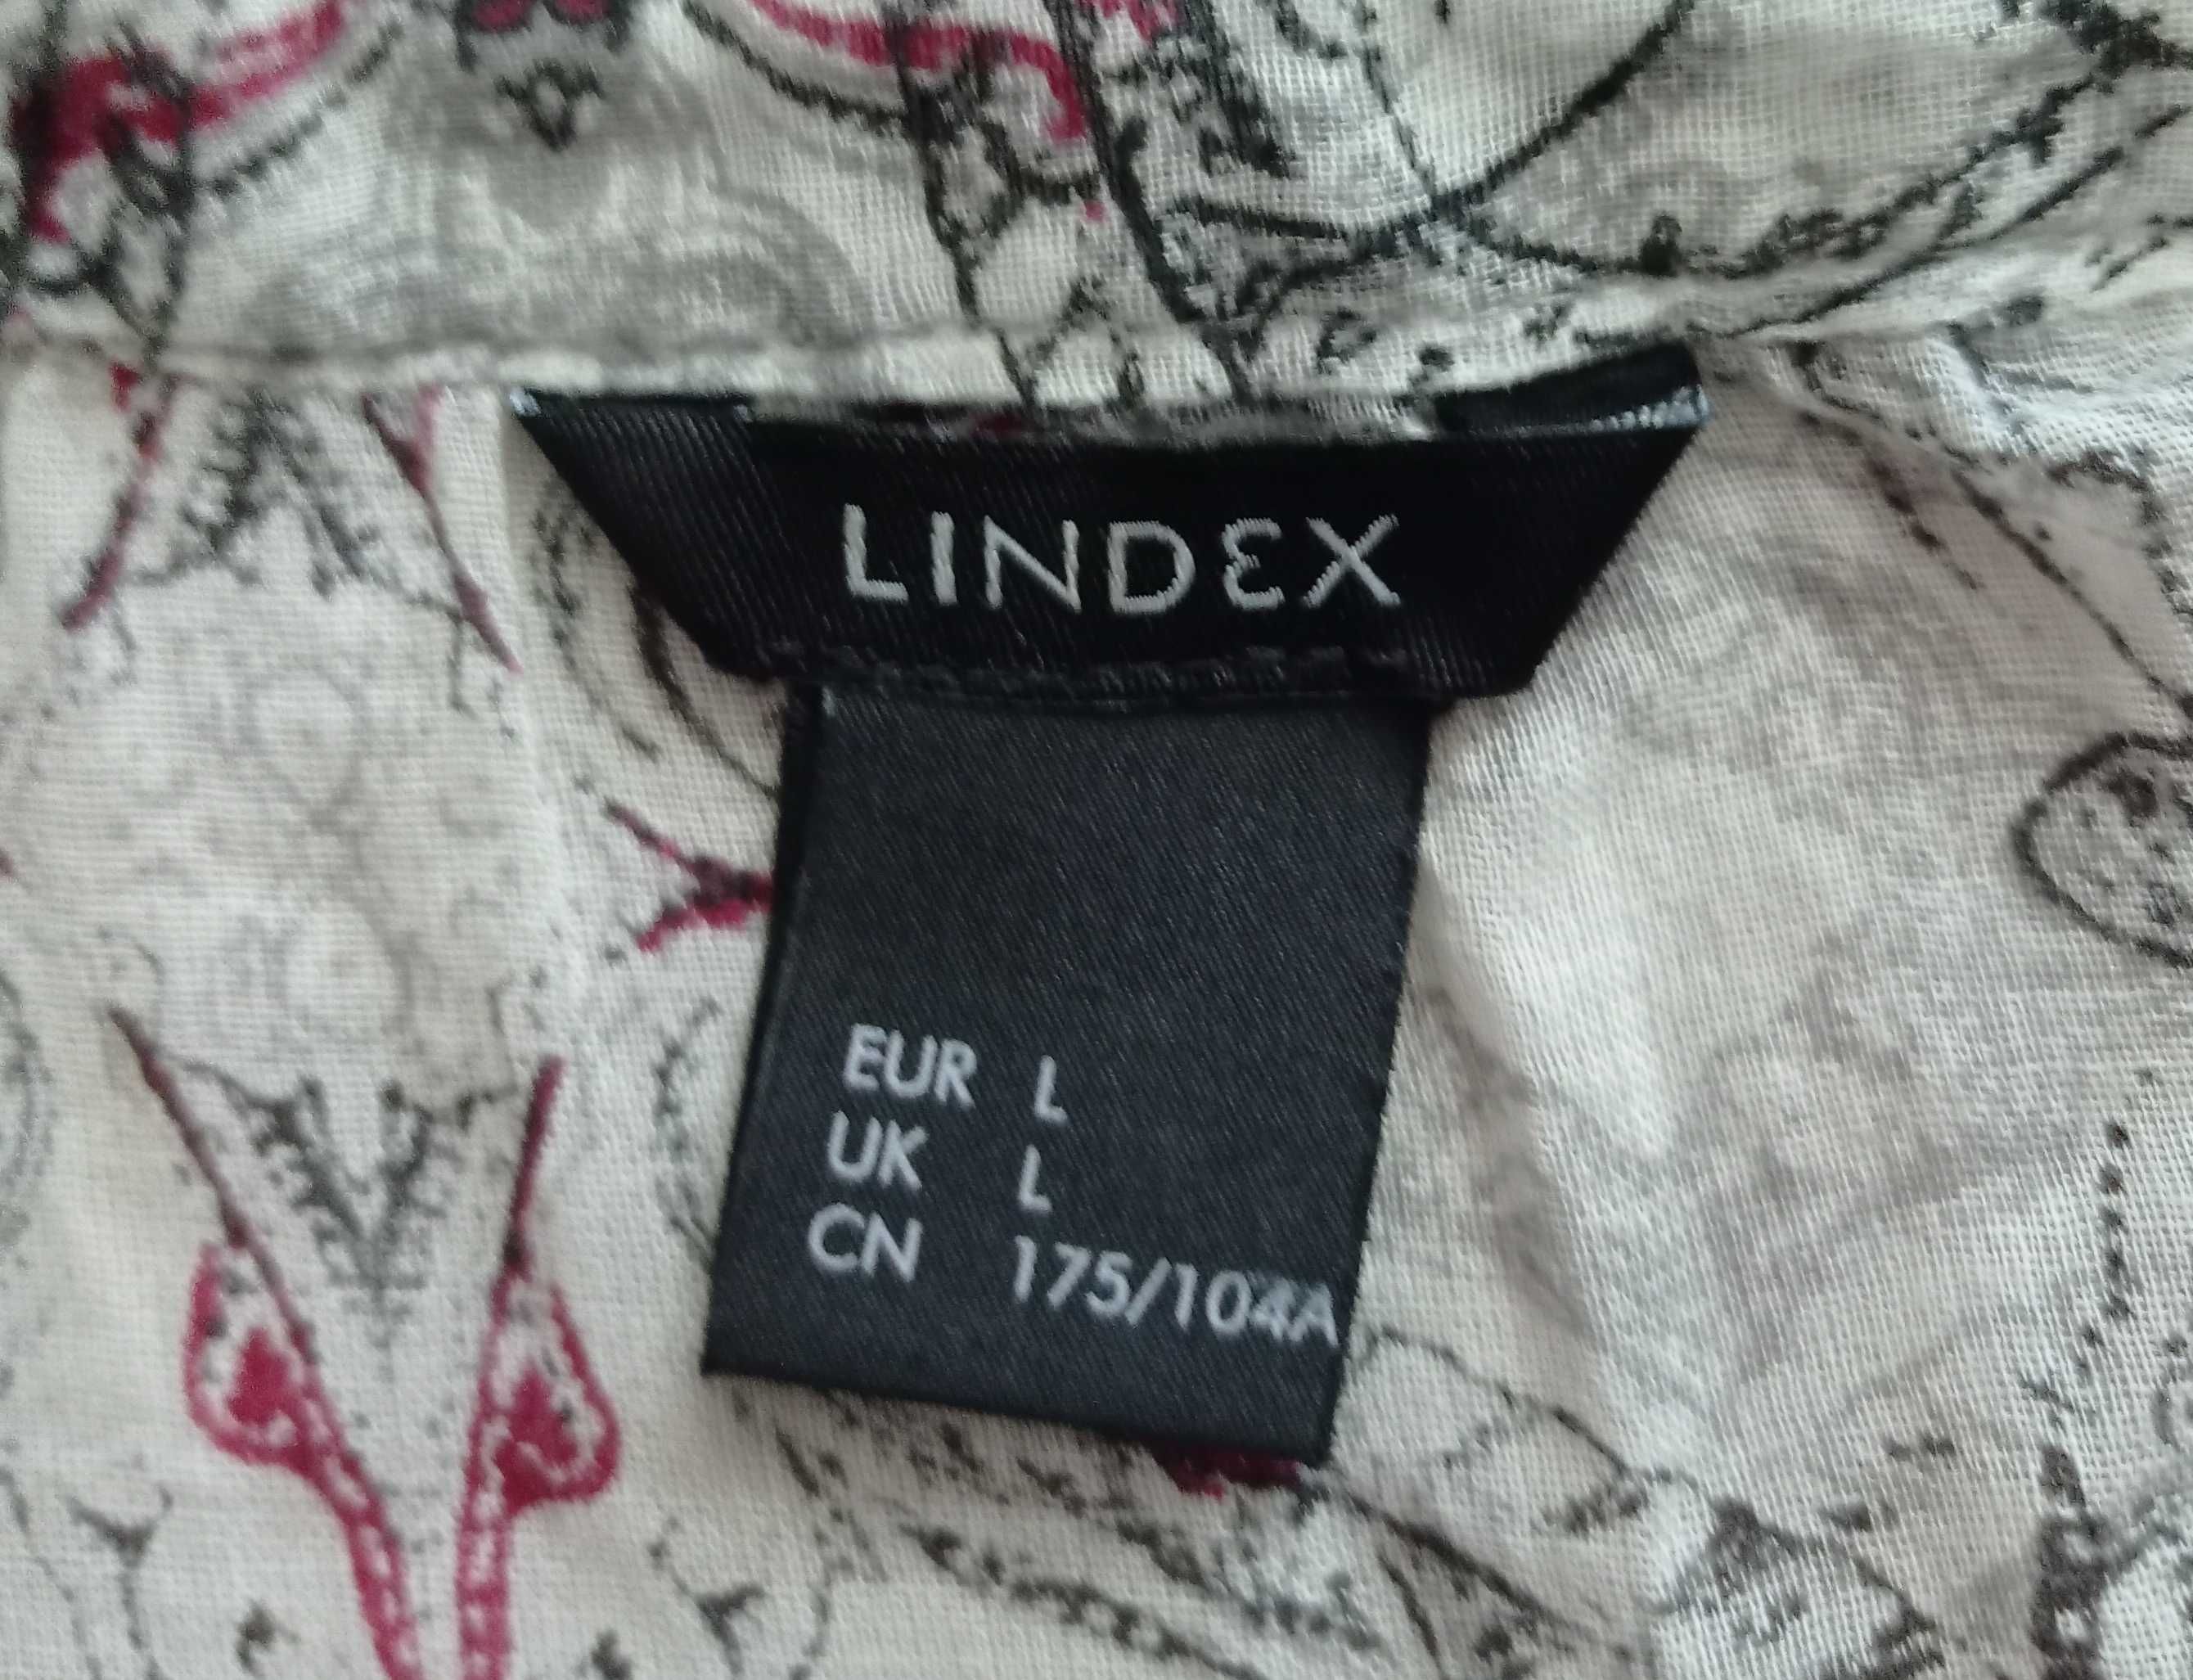 LINDEX
EUR L
UK L
CN 175/104A